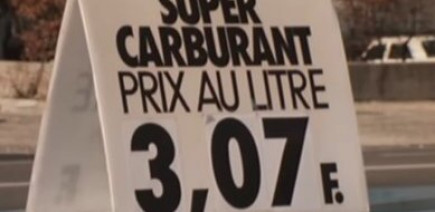 SUPER
CARBURANT
PRIX AU LITRE
3,07 F.